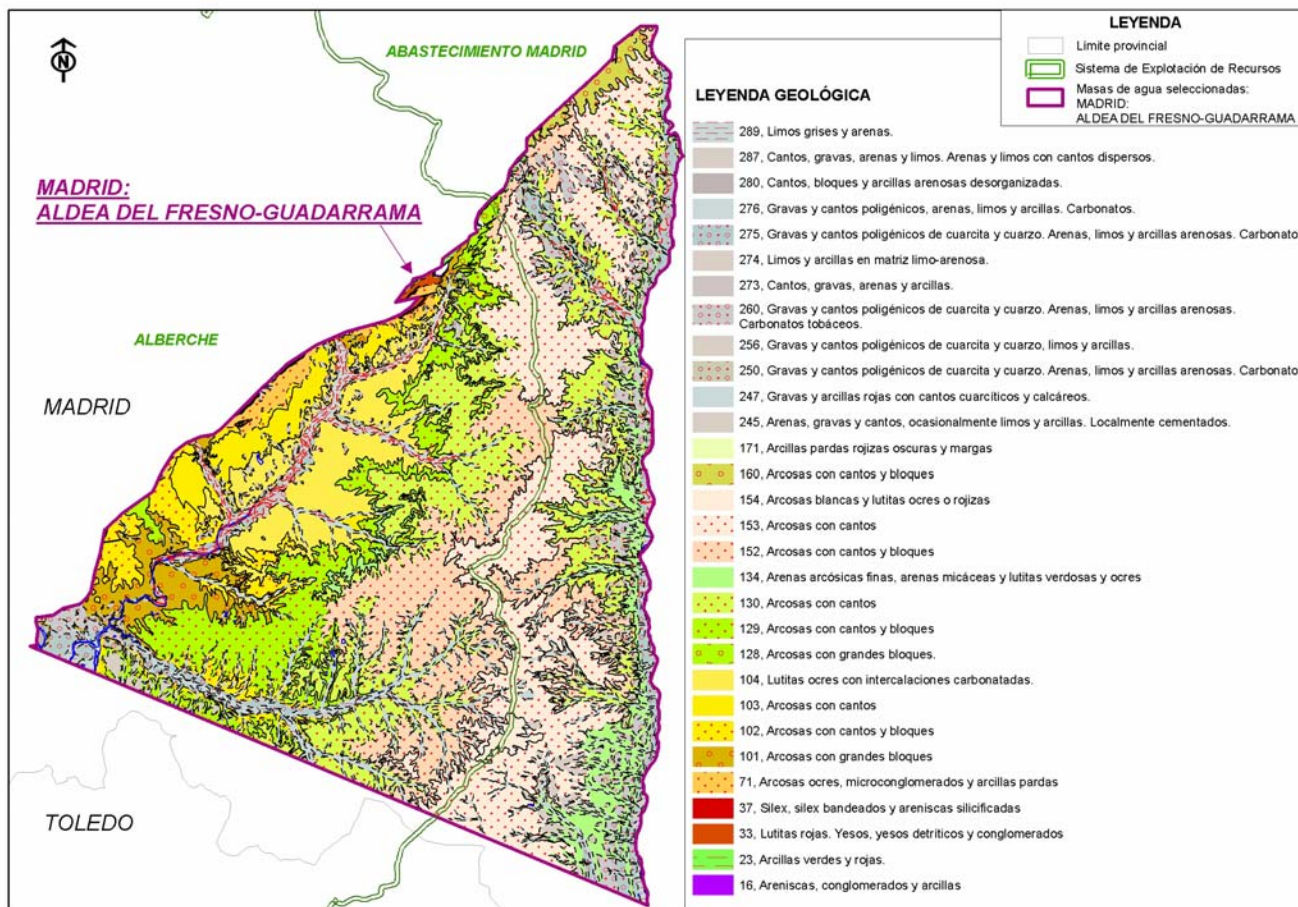 N
ABASTECIMIENTO MADRID
MADRID:
ALDEA DEL FRESNO-GUADARRAMA
ALBERCHE
MADRID
TOLEDO
LEYENDA
Límite provincial
Sistema de Explotación de Recursos
Masas de agua seleccionadas:
MADRID:
ALDEA DEL FRESNO-GUADARRAMA
LEYENDA GEOLÓGICA
289, Limos grises y arenas.
287, Cantos, gravas, arenas y limos. Arenas y limos con cantos dispersos.
280, Cantos, bloques y arcillas arenosas desorganizadas.
276, Gravas y cantos poligénicos, arenas, limos y arcillas. Carbonatos.
275, Gravas y cantos poligénicos de cuarcita y cuarzo. Arenas, limos y arcillas arenosas. Carbonato
274, Limos y arcillas en matriz limo-arenosa.
273, Cantos, gravas, arenas y arcillas.
260, Gravas y cantos poligénicos de cuarcita y cuarzo. Arenas, limos y arcillas arenosas.
Carbonatos tobáceos.
256, Gravas y cantos poligénicos de cuarcita y cuarzo, limos y arcillas.
250, Gravas y cantos poligénicos de cuarcita y cuarzo. Arenas, limos y arcillas arenosas. Carbonato
247, Gravas y arcillas rojas con cantos cuarcíticos y calcáreos.
245, Arenas, gravas y cantos, ocasionalmente limos y arcillas. Localmente cementados.
171, Arcillas pardas rojizas oscuras y margas
160, Arcosas con cantos y bloques
154, Arcosas blancas y lutitas ocres o rojizas
153, Arcosas con cantos
152, Arcosas con cantos y bloques
134, Arenas arcósicas finas, arenas micáceas y lutitas verdosas y ocres
130, Arcosas con cantos
129, Arcosas con cantos y bloques
128, Arcosas con grandes bloques.
104, Lutitas ocres con intercalaciones carbonatadas.
103, Arcosas con cantos
102, Arcosas con cantos y bloques
101, Arcosas con grandes bloques
71, Arcosas ocres, microconglomerados y arcillas pardas
37, Silex, silex bandeados y areniscas silicificadas
33, Lutitas rojas. Yesos, yesos detríticos y conglomerados
23, Arcillas verdes y rojas.
16, Areniscas, conglomerados y arcillas